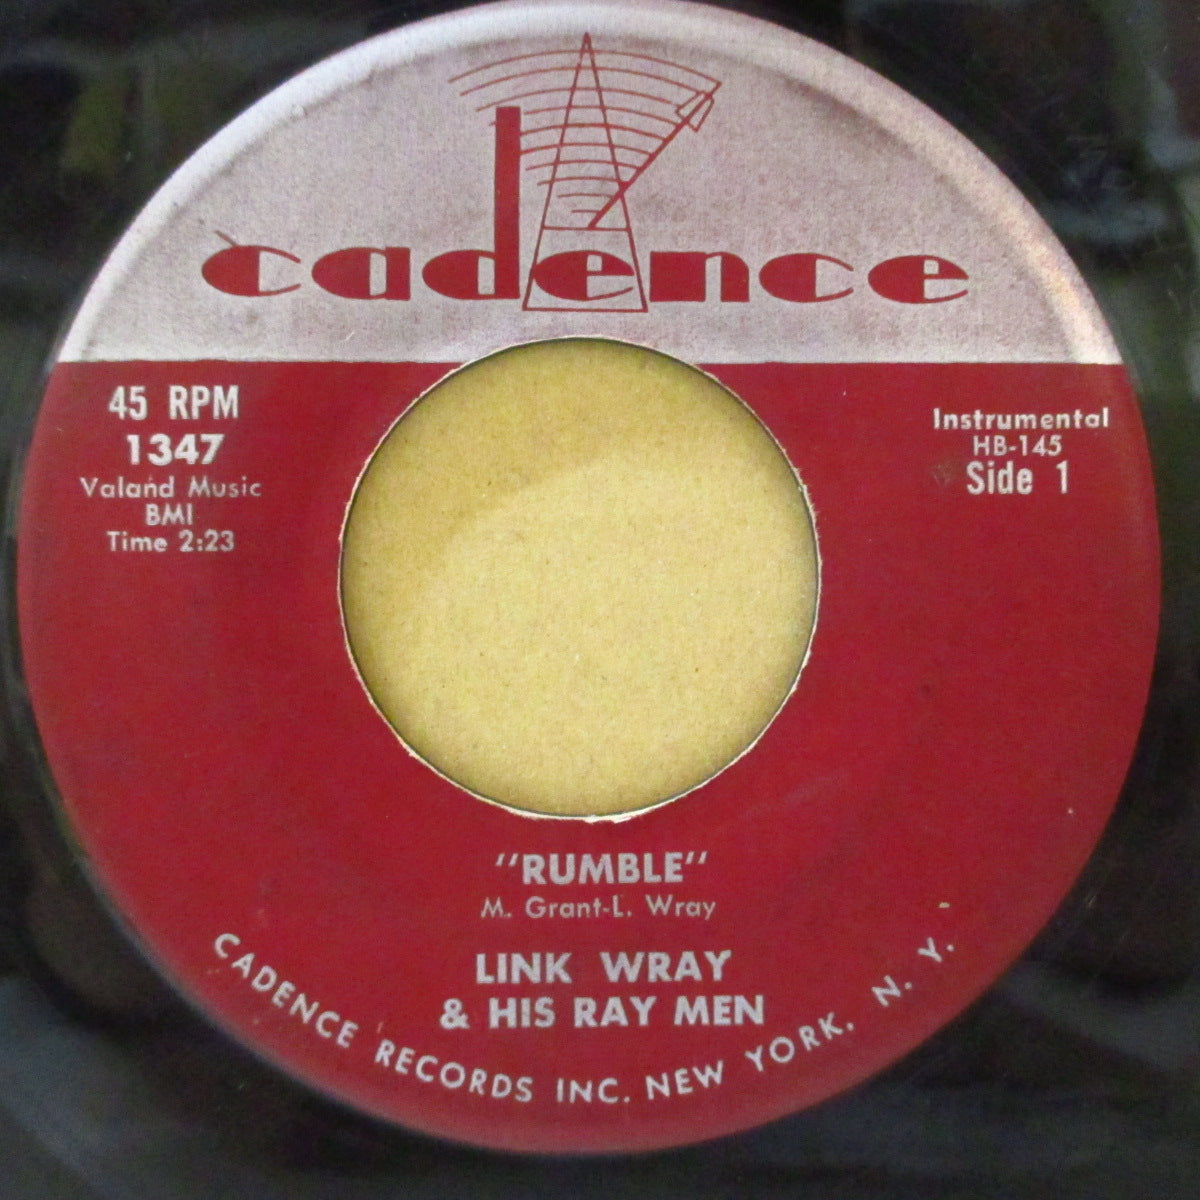 cadence
45 RPM
1347
Valand Music
BMI
Time 2:23
Instrumental
HB-145
Side 1
"RUMBLE"
M. Grant-L. Wray
LINK WRAY
& HIS RAY MEN
CADENCE RECORDS INC. NEW YORK, N. Y.